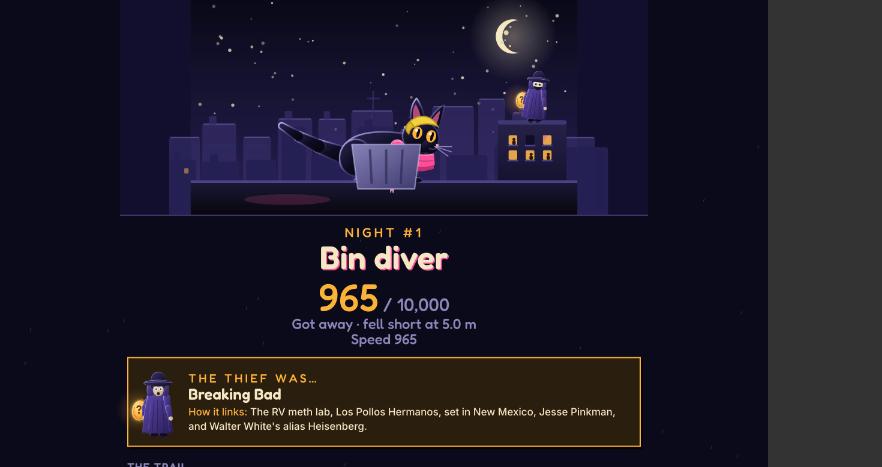 NIGHT #1
Bin diver
965 / 10,000
Got away · fell short at 5.0 m
Speed 965
THE THIEF WAS…
Breaking Bad
How it links: The RV meth lab, Los Pollos Hermanos, set in New Mexico, Jesse Pinkman,
and Walter White's alias Heisenberg.
THE TRAIL